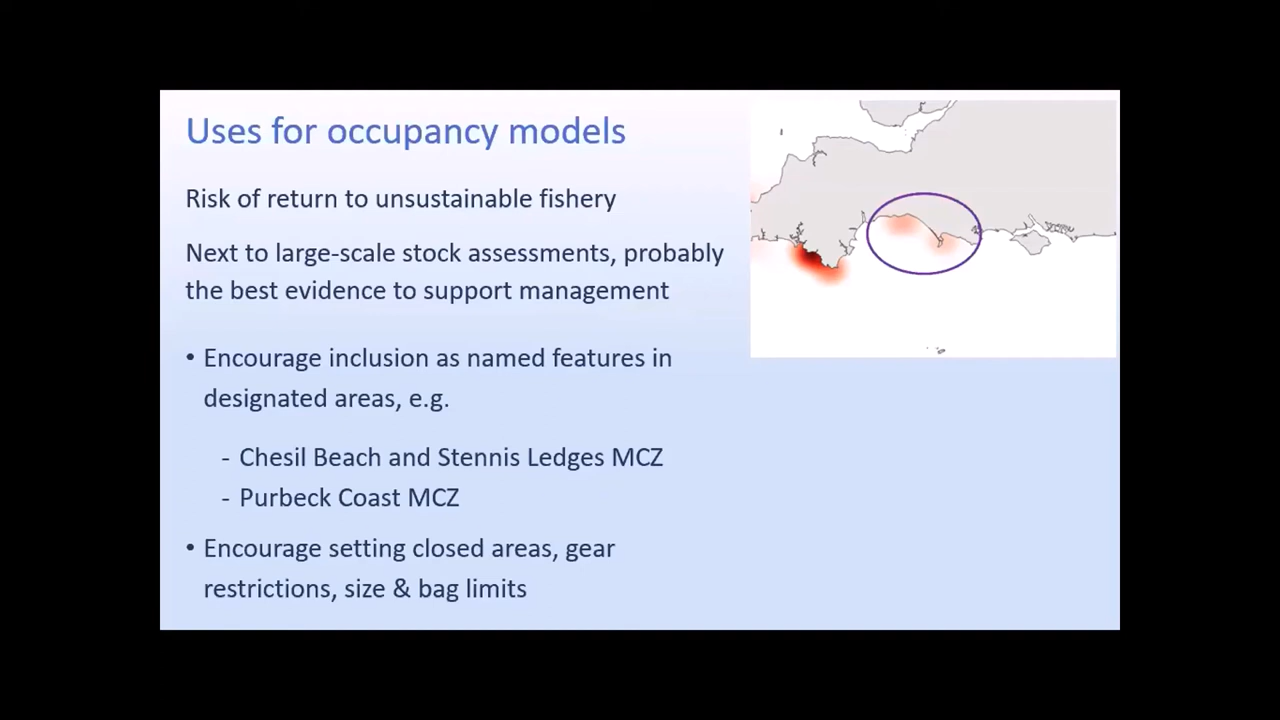 Uses for occupancy models
Risk of return to unsustainable fishery
Next to large-scale stock assessments, probably
the best evidence to support management
• Encourage inclusion as named features in
designated areas, e.g.
- Chesil Beach and Stennis Ledges MCZ
- Purbeck Coast MCZ
• Encourage setting closed areas, gear
restrictions, size & bag limits